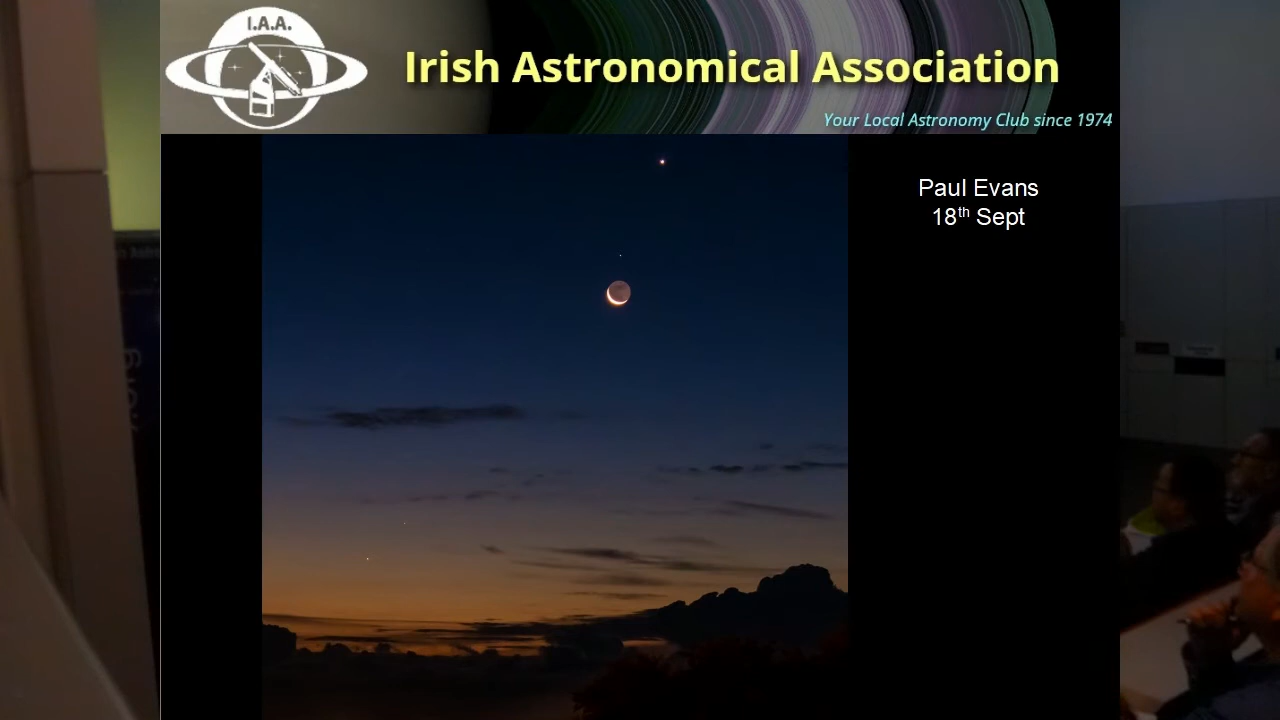 I.A.A.
Irish Astronomical Association
Your Local Astronomy Club since 1974
Paul Evans
18th Sept